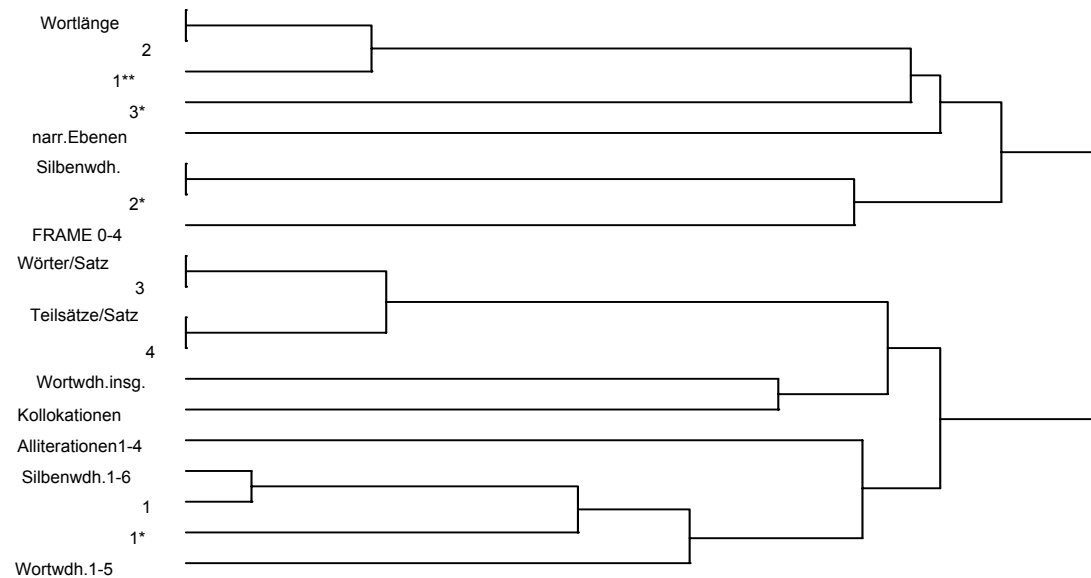 Wortlänge
2
1**
3*
narr.Ebenen
Silbenwdh.
2*
FRAME 0-4
Wörter/Satz
3
Teilsätze/Satz
4
Wortwdh.insg.
Kollokationen
Alliterationen1-4
Silbenwdh.1-6
1
1*
Wortwdh.1-5